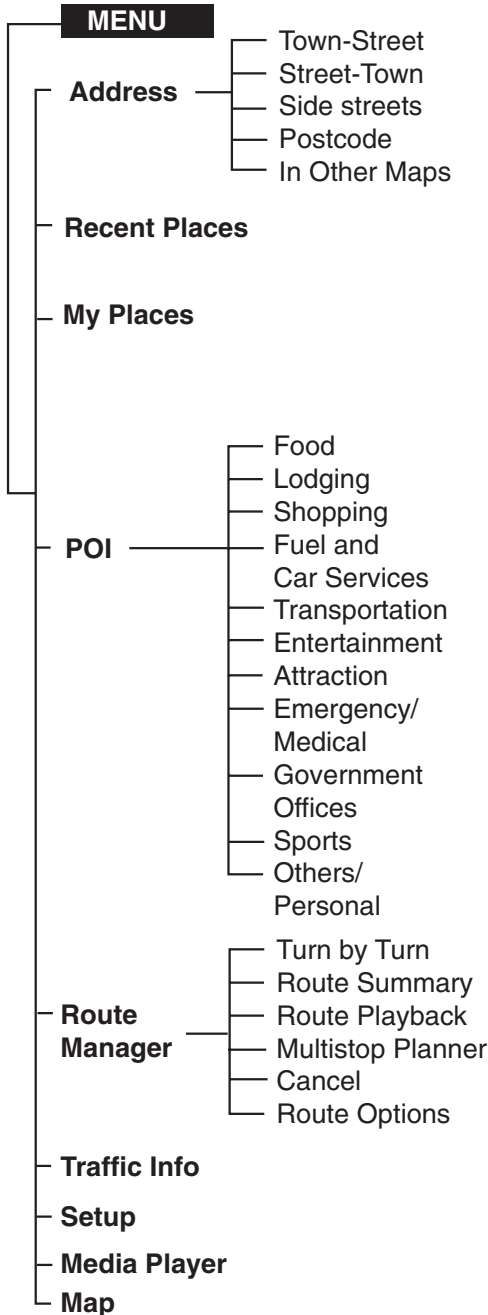 MENU
Address
Town-Street
Street-Town
Side streets
Postcode
In Other Maps
Recent Places
My Places
POI
Food
Lodging
Shopping
Fuel and
Car Services
Transportation
Entertainment
Attraction
Emergency/
Medical
Government
Offices
Sports
Others/
Personal
Route
Manager
Turn by Turn
Route Summary
Route Playback
Multistop Planner
Cancel
Route Options
Traffic Info
Setup
Media Player
Map